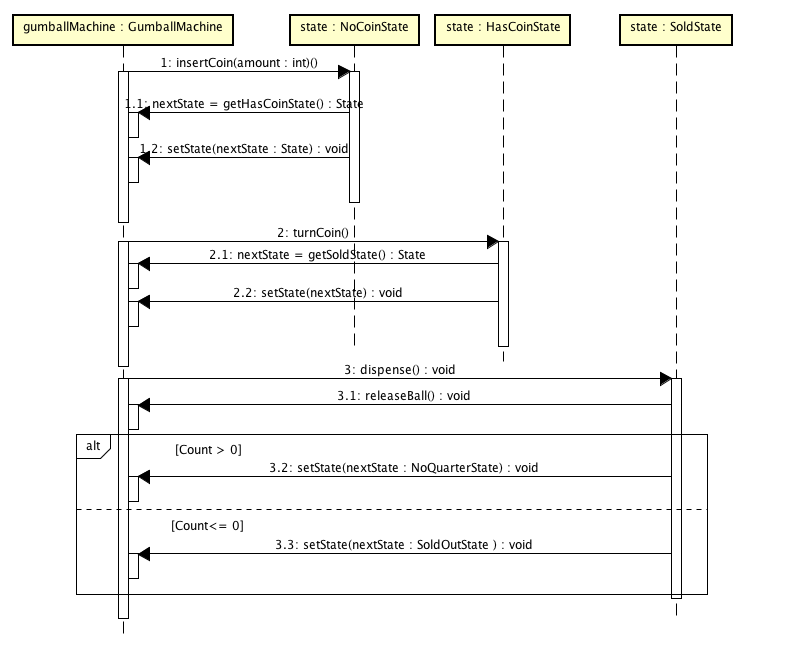 gumballMachine : GumballMachine
state : NoCoinState
state : HasCoinState
state : SoldState
1: insertCoin(amount : int)()
1.1: nextState = getHasCoinState() : State
1.2: setState(nextState : State) : void
2: turnCoin()
2.1: nextState = getSoldState() : State
2.2: setState(nextState) : void
3: dispense() : void
3.1: releaseBall() : void
alt
[Count > 0]
3.2: setState(nextState : NoQuarterState) : void
[Count<= 0]
3.3: setState(nextState : SoldOutState ) : void